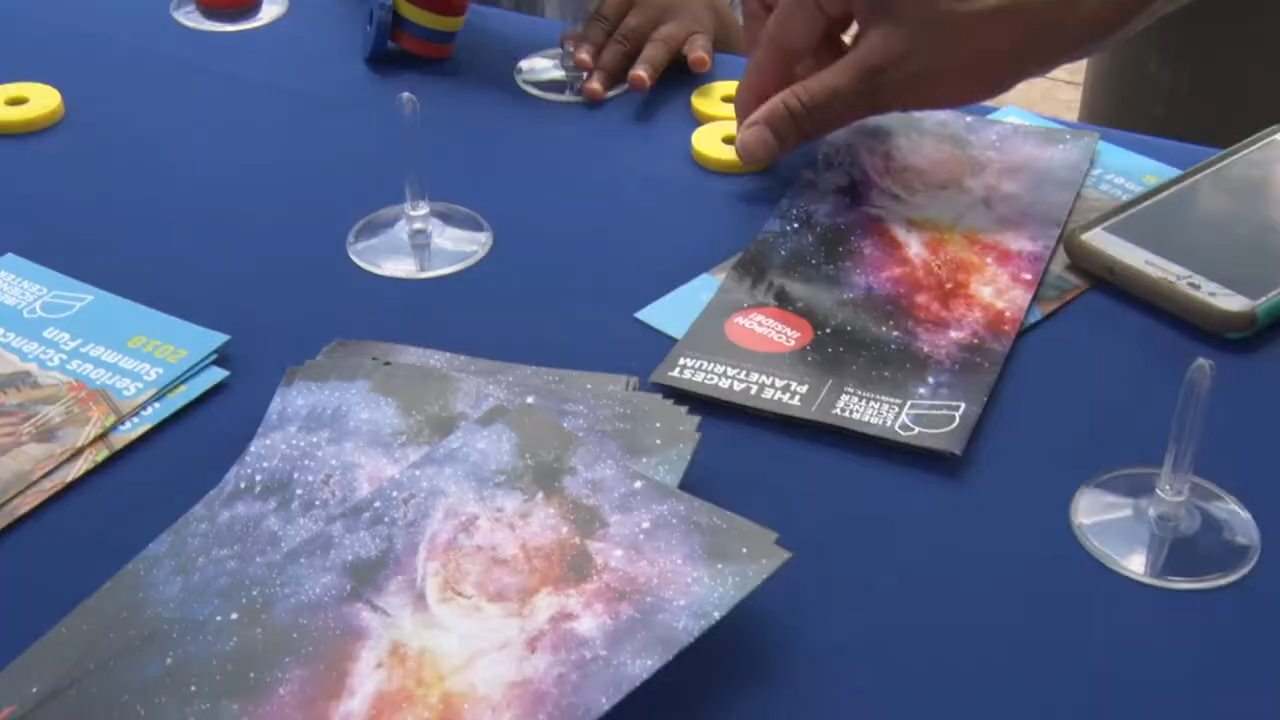 LIBERTY
SCIENCE
CENTER
2018
Serious Science
Summer Fun
COUPON
INSIDE!
THE LARGEST
PLANETARIUM
LIBERTY
SCIENCE
CENTER